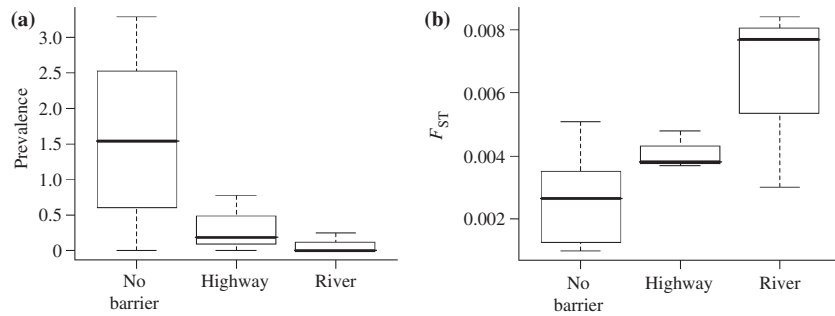 (a)
Prevalence
3.0
2.5
2.0
1.5
1.0
0.5
0
No
barrier
Highway
River
(b)
F_ST
0.008
0.006
0.004
0.002
No
barrier
Highway
River